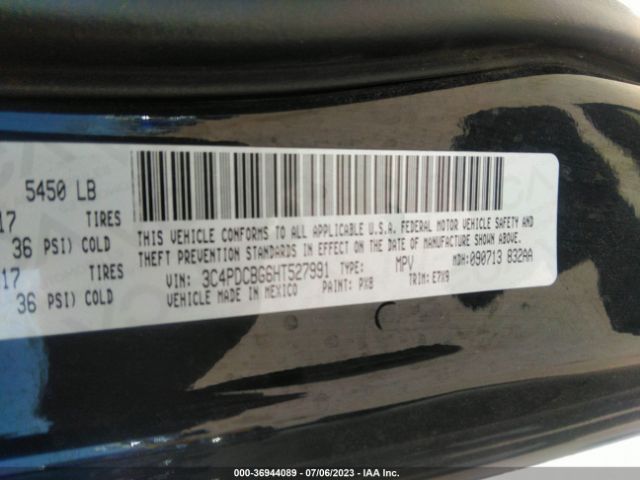 5450 LB
17 TIRES
36 PSI) COLD
17 TIRES
36 PSI) COLD
THIS VEHICLE CONFORMS TO ALL APPLICABLE U.S.A. FEDERAL MOTOR VEHICLE SAFETY AND
THEFT PREVENTION STANDARDS IN EFFECT ON THE DATE OF MANUFACTURE SHOWN ABOVE.
VIN: 3C4PDCBG6HT527991 TYPE: MPV MDH:090713 832AA
VEHICLE MADE IN MEXICO PAINT: PX8 TRIM: E7X9
000-36944089 - 07/06/2023 - IAA Inc.